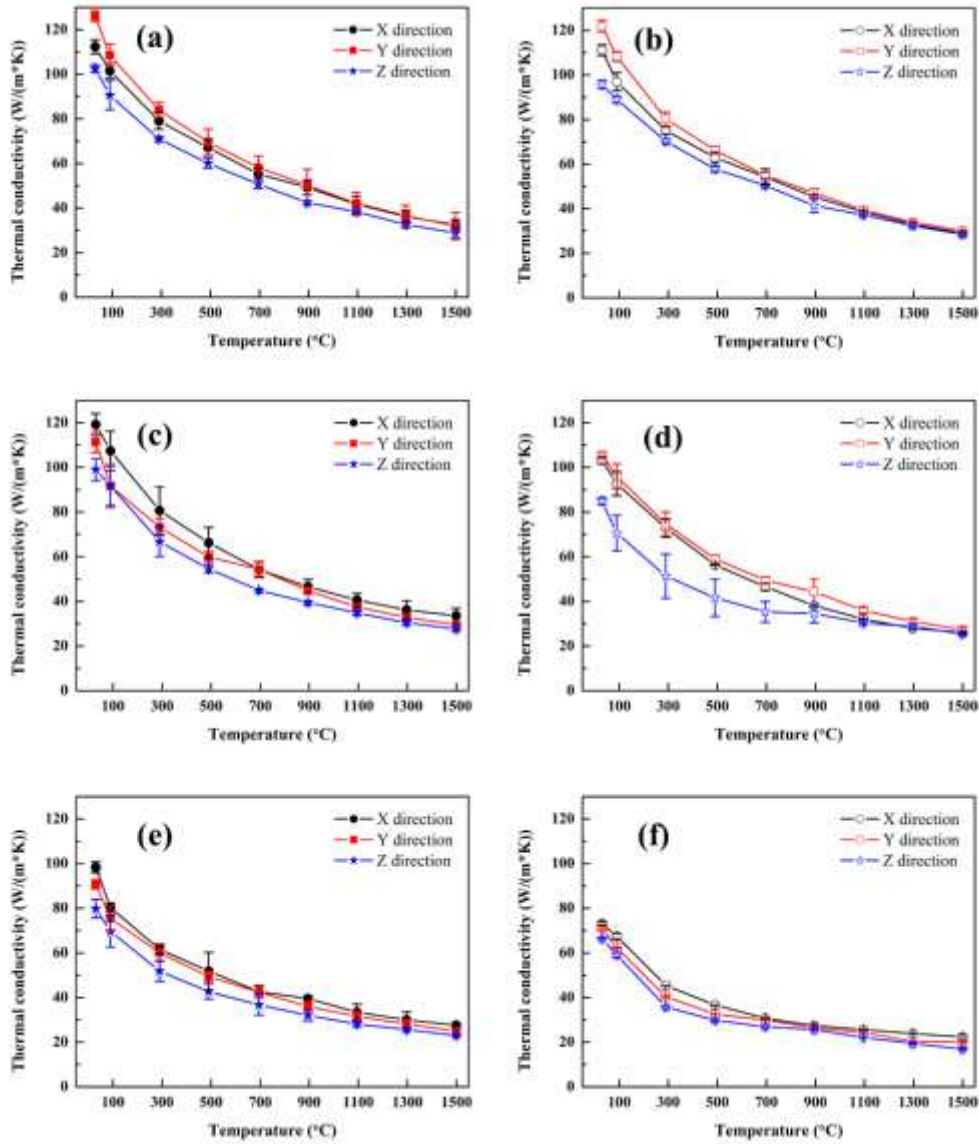 (a)
X direction
Y direction
Z direction
120
100
80
60
40
20
0
Thermal conductivity (W/(m*K))
100 300 500 700 900 1100 1300 1500
Temperature (°C)
(b)
X direction
Y direction
Z direction
120
100
80
60
40
20
0
Thermal conductivity (W/(m*K))
100 300 500 700 900 1100 1300 1500
Temperature (°C)
(c)
X direction
Y direction
Z direction
120
100
80
60
40
20
0
Thermal conductivity (W/(m*K))
100 300 500 700 900 1100 1300 1500
Temperature (°C)
(d)
X direction
Y direction
Z direction
120
100
80
60
40
20
0
Thermal conductivity (W/(m*K))
100 300 500 700 900 1100 1300 1500
Temperature (°C)
(e)
X direction
Y direction
Z direction
120
100
80
60
40
20
0
Thermal conductivity (W/(m*K))
100 300 500 700 900 1100 1300 1500
Temperature (°C)
(f)
X direction
Y direction
Z direction
120
100
80
60
40
20
0
Thermal conductivity (W/(m*K))
100 300 500 700 900 1100 1300 1500
Temperature (°C)